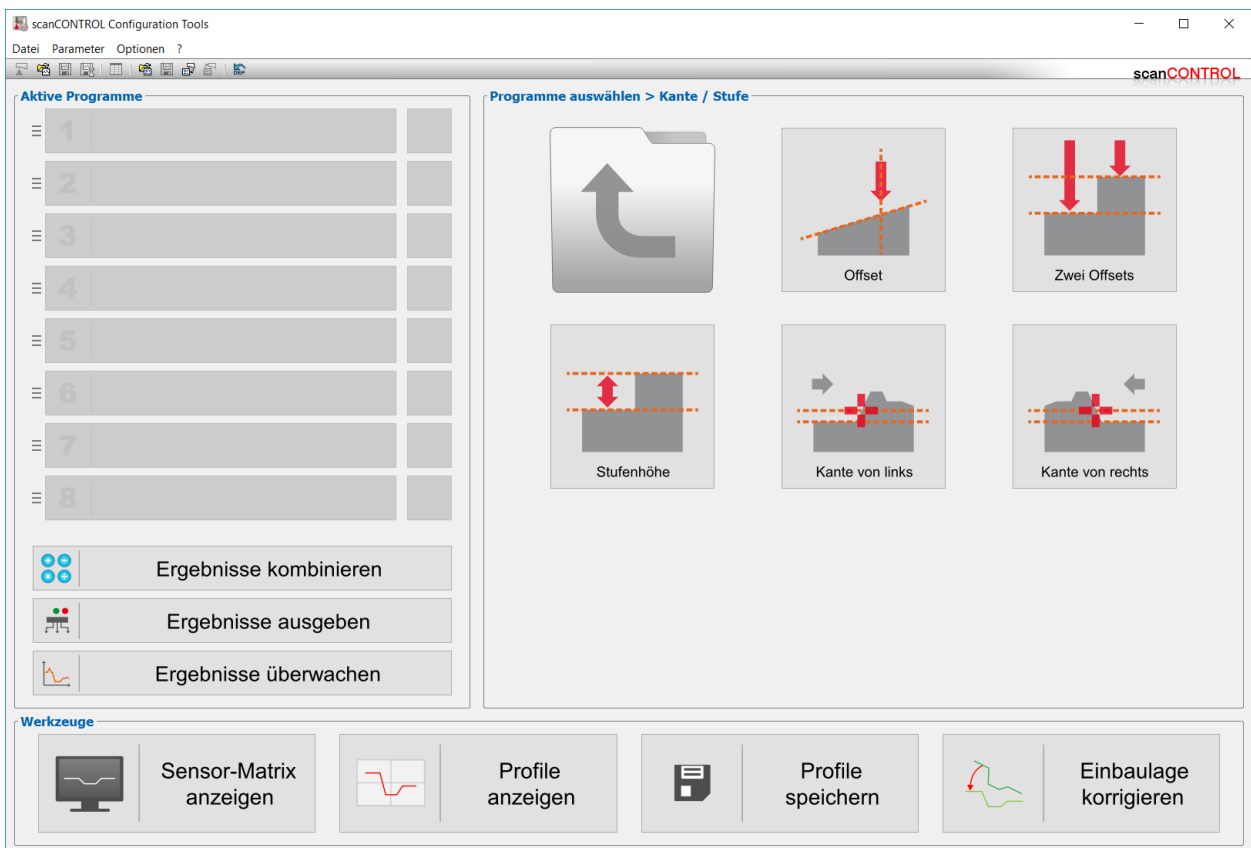 scanCONTROL Configuration Tools
Datei Parameter Optionen ?
scanCONTROL
Aktive Programme
1
2
3
4
5
6
7
8
Ergebnisse kombinieren
Ergebnisse ausgeben
Ergebnisse überwachen
Programme auswählen > Kante / Stufe
Offset
Zwei Offsets
Stufenhöhe
Kante von links
Kante von rechts
Werkzeuge
Sensor-Matrix
anzeigen
Profile
anzeigen
Profile
speichern
Einbaulage
korrigieren